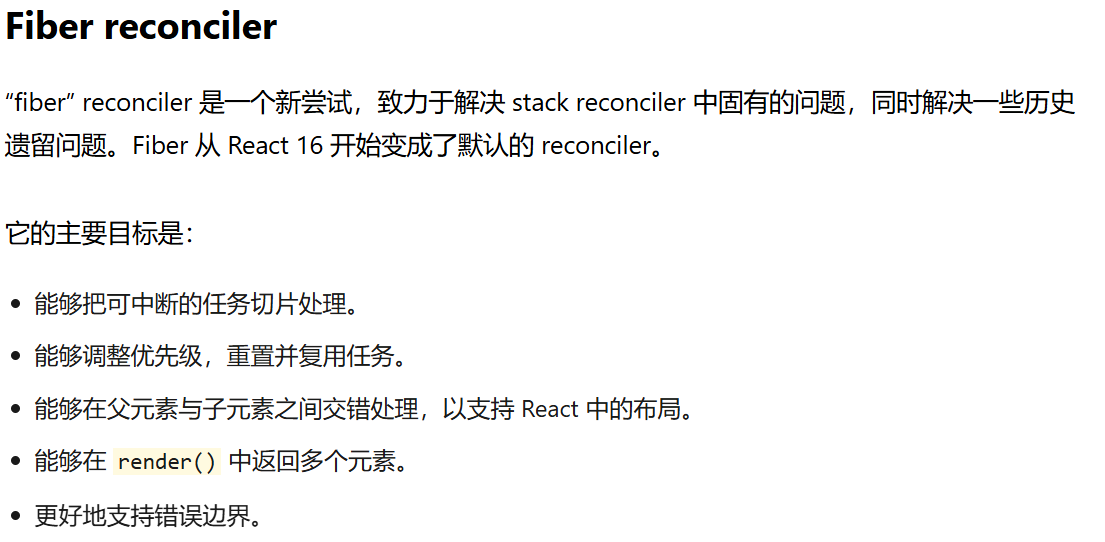 Fiber reconciler
“fiber” reconciler 是一个新尝试，致力于解决 stack reconciler 中固有的问题，同时解决一些历史
遗留问题。Fiber 从 React 16 开始变成了默认的 reconciler。
它的主要目标是：
• 能够把可中断的任务切片处理。
• 能够调整优先级，重置并复用任务。
• 能够在父元素与子元素之间交错处理，以支持 React 中的布局。
• 能够在 render() 中返回多个元素。
• 更好地支持错误边界。